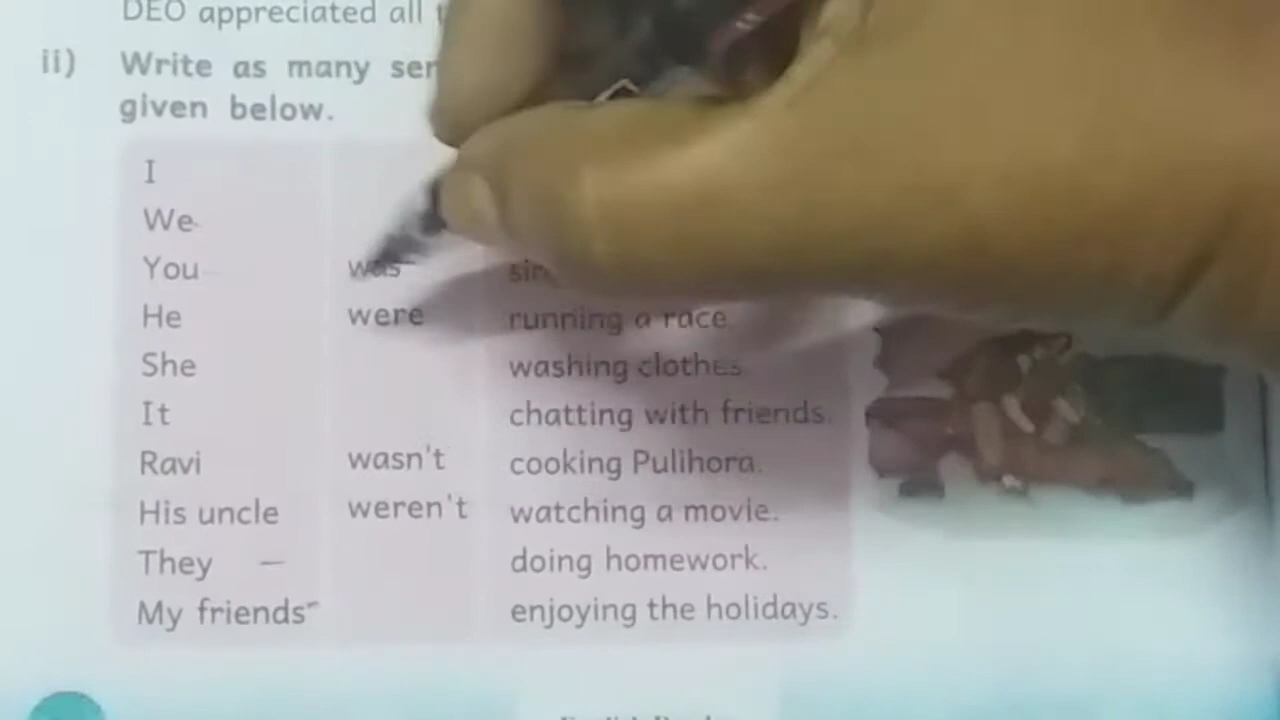 DEO appreciated all
ii) Write as many
given below.
I
We
You was
He were running a race
She washing clothes
It chatting with friends.
Ravi wasn't cooking Pulihora.
His uncle weren't watching a movie.
They doing homework.
My friends enjoying the holidays.